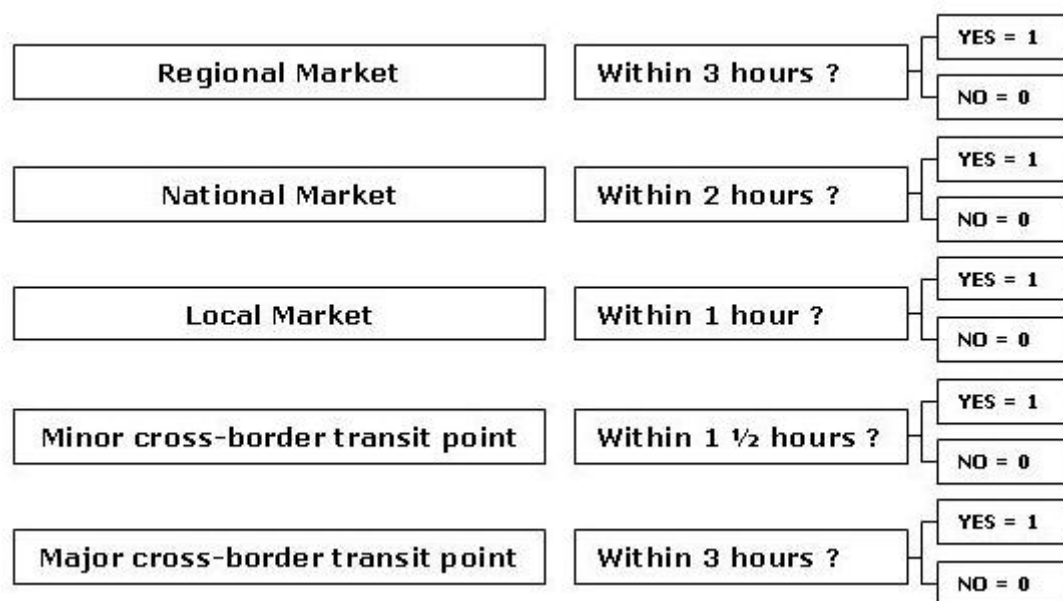 Regional Market
Within 3 hours ?
YES = 1
NO = 0
National Market
Within 2 hours ?
YES = 1
NO = 0
Local Market
Within 1 hour ?
YES = 1
NO = 0
Minor cross-border transit point
Within 1 ½ hours ?
YES = 1
NO = 0
Major cross-border transit point
Within 3 hours ?
YES = 1
NO = 0